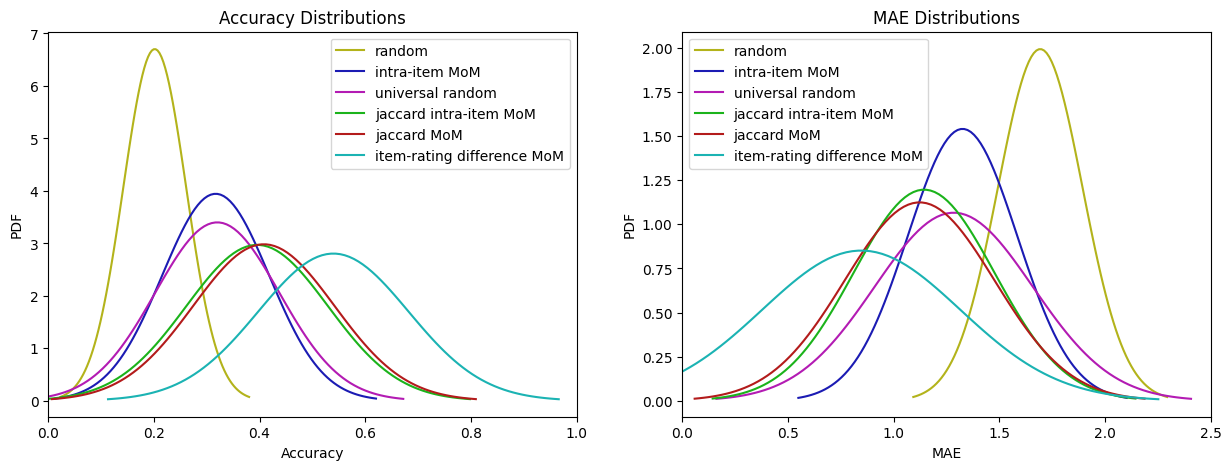 Accuracy Distributions
7
6
5
4
3
2
1
0
PDF
random
intra-item MoM
universal random
jaccard intra-item MoM
jaccard MoM
item-rating difference MoM
0.0 0.2 0.4 0.6 0.8 1.0
Accuracy
MAE Distributions
2.00
1.75
1.50
1.25
1.00
0.75
0.50
0.25
0.00
PDF
random
intra-item MoM
universal random
jaccard intra-item MoM
jaccard MoM
item-rating difference MoM
0.0 0.5 1.0 1.5 2.0 2.5
MAE